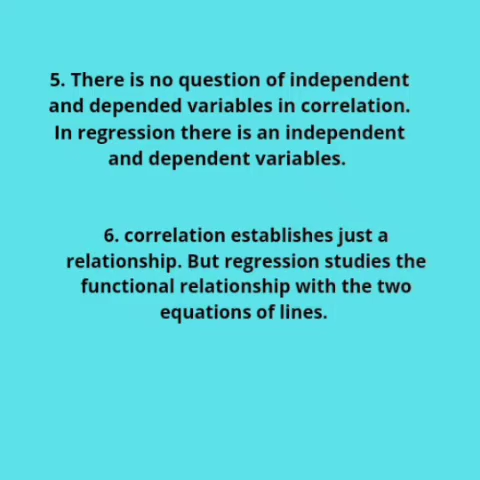 5. There is no question of independent
and depended variables in correlation.
In regression there is an independent
and dependent variables.
6. correlation establishes just a
relationship. But regression studies the
functional relationship with the two
equations of lines.